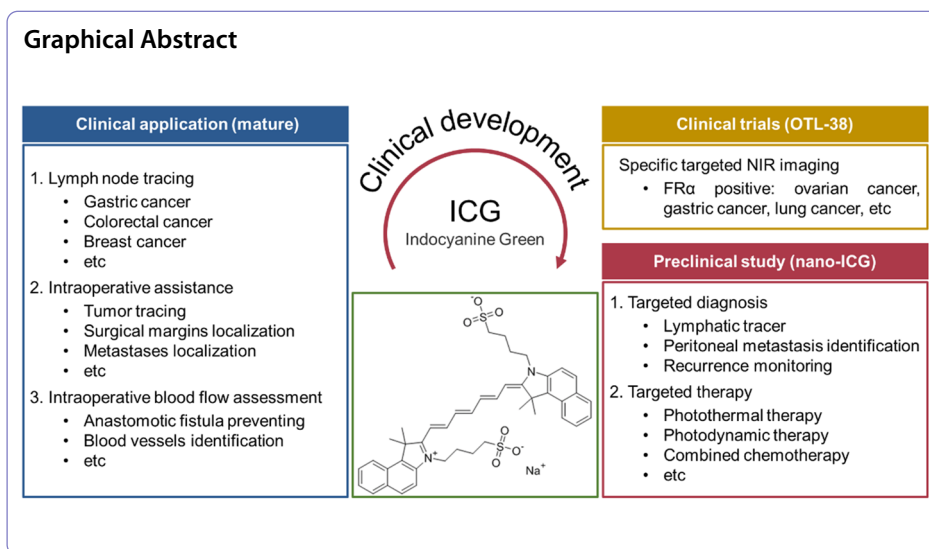 Graphical Abstract
Clinical application (mature)
1. Lymph node tracing
• Gastric cancer
• Colorectal cancer
• Breast cancer
• etc
2. Intraoperative assistance
• Tumor tracing
• Surgical margins localization
• Metastases localization
• etc
3. Intraoperative blood flow assessment
• Anastomotic fistula preventing
• Blood vessels identification
• etc
Clinical development
ICG
Indocyanine Green
-O
O
S
O
N
N+
O
S
O-
O
Na+
Clinical trials (OTL-38)
Specific targeted NIR imaging
• FRα positive: ovarian cancer,
gastric cancer, lung cancer, etc
Preclinical study (nano-ICG)
1. Targeted diagnosis
• Lymphatic tracer
• Peritoneal metastasis identification
• Recurrence monitoring
2. Targeted therapy
• Photothermal therapy
• Photodynamic therapy
• Combined chemotherapy
• etc